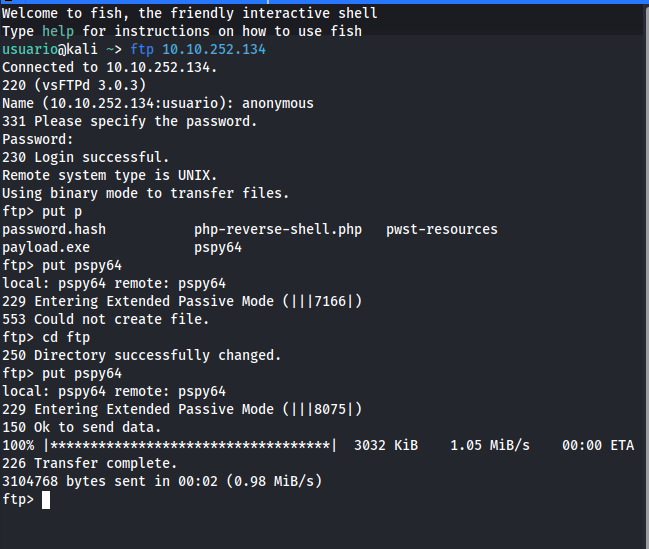 Welcome to fish, the friendly interactive shell
Type help for instructions on how to use fish
usuario@kali ~> ftp 10.10.252.134
Connected to 10.10.252.134.
220 (vsFTPd 3.0.3)
Name (10.10.252.134:usuario): anonymous
331 Please specify the password.
Password:
230 Login successful.
Remote system type is UNIX.
Using binary mode to transfer files.
ftp> put p
password.hash php-reverse-shell.php pwst-resources
payload.exe pspy64
ftp> put pspy64
local: pspy64 remote: pspy64
229 Entering Extended Passive Mode (|||7166|)
553 Could not create file.
ftp> cd ftp
250 Directory successfully changed.
ftp> put pspy64
local: pspy64 remote: pspy64
229 Entering Extended Passive Mode (|||8075|)
150 Ok to send data.
100% |***********************************| 3032 KiB 1.05 MiB/s 00:00 ETA
226 Transfer complete.
3104768 bytes sent in 00:02 (0.98 MiB/s)
ftp>